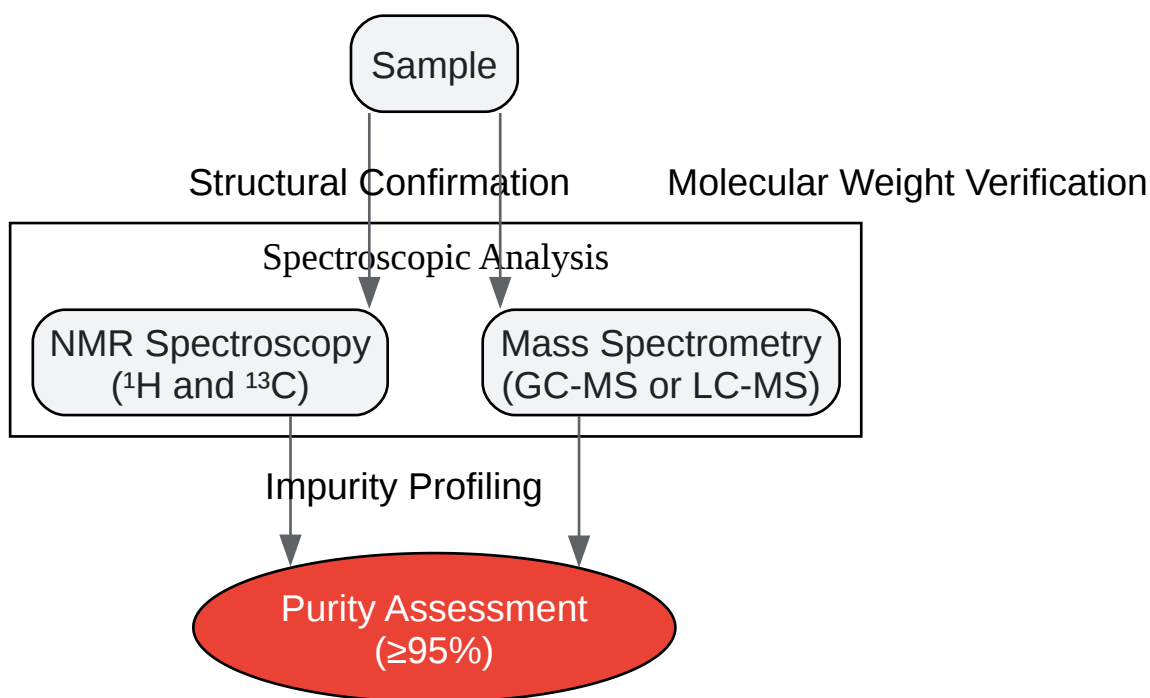 Sample
Structural Confirmation
Molecular Weight Verification
Spectroscopic Analysis
NMR Spectroscopy
(¹H and ¹³C)
Mass Spectrometry
(GC-MS or LC-MS)
Impurity Profiling
Purity Assessment
(≥95%)